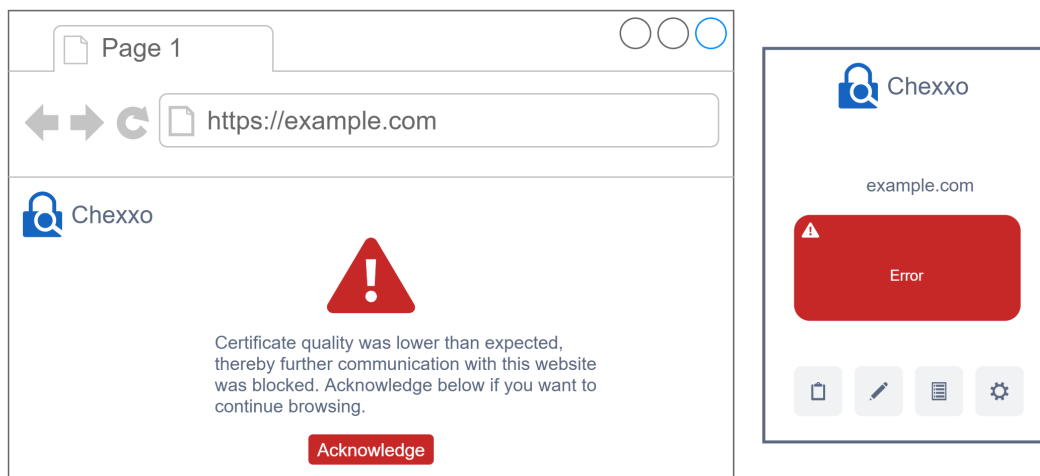 Page 1
https://example.com
Chexxo
Certificate quality was lower than expected,
thereby further communication with this website
was blocked. Acknowledge below if you want to
continue browsing.
Acknowledge
Chexxo
example.com
Error